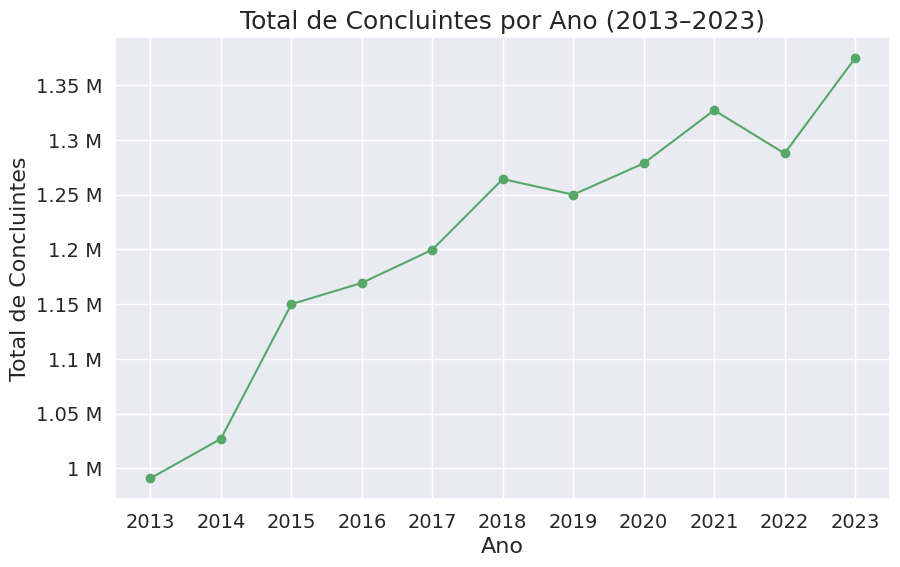 Total de Concluintes por Ano (2013–2023)
Total de Concluintes
1.35 M
1.3 M
1.25 M
1.2 M
1.15 M
1.1 M
1.05 M
1 M
2013 2014 2015 2016 2017 2018 2019 2020 2021 2022 2023
Ano